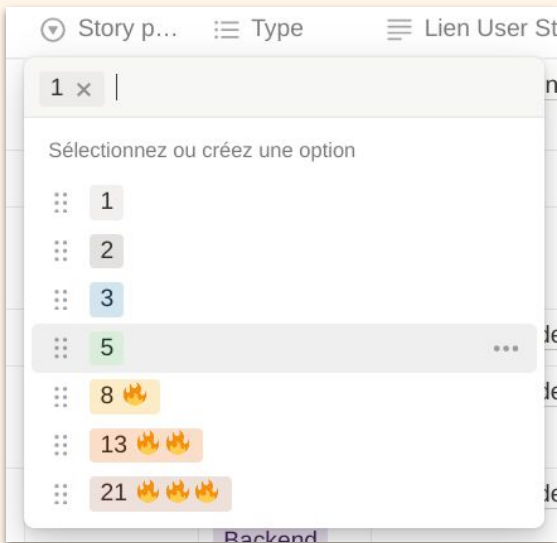 Story p... Type Lien User St
1 ×
Sélectionnez ou créez une option
1
2
3
5
8 🔥
13 🔥🔥
21 🔥🔥🔥
Backend